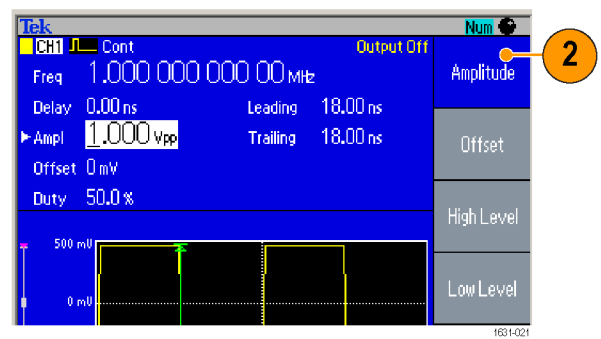 Tek
Num
CH1 Cont
Output Off
Freq 1.000 000 000 00 MHz
Delay 0.00 ns
Leading 18.00 ns
Ampl 1.000 Vpp
Trailing 18.00 ns
Offset 0 mV
Duty 50.0 %
500 mV
0 mV
Amplitude
Offset
High Level
Low Level
2
1631-021